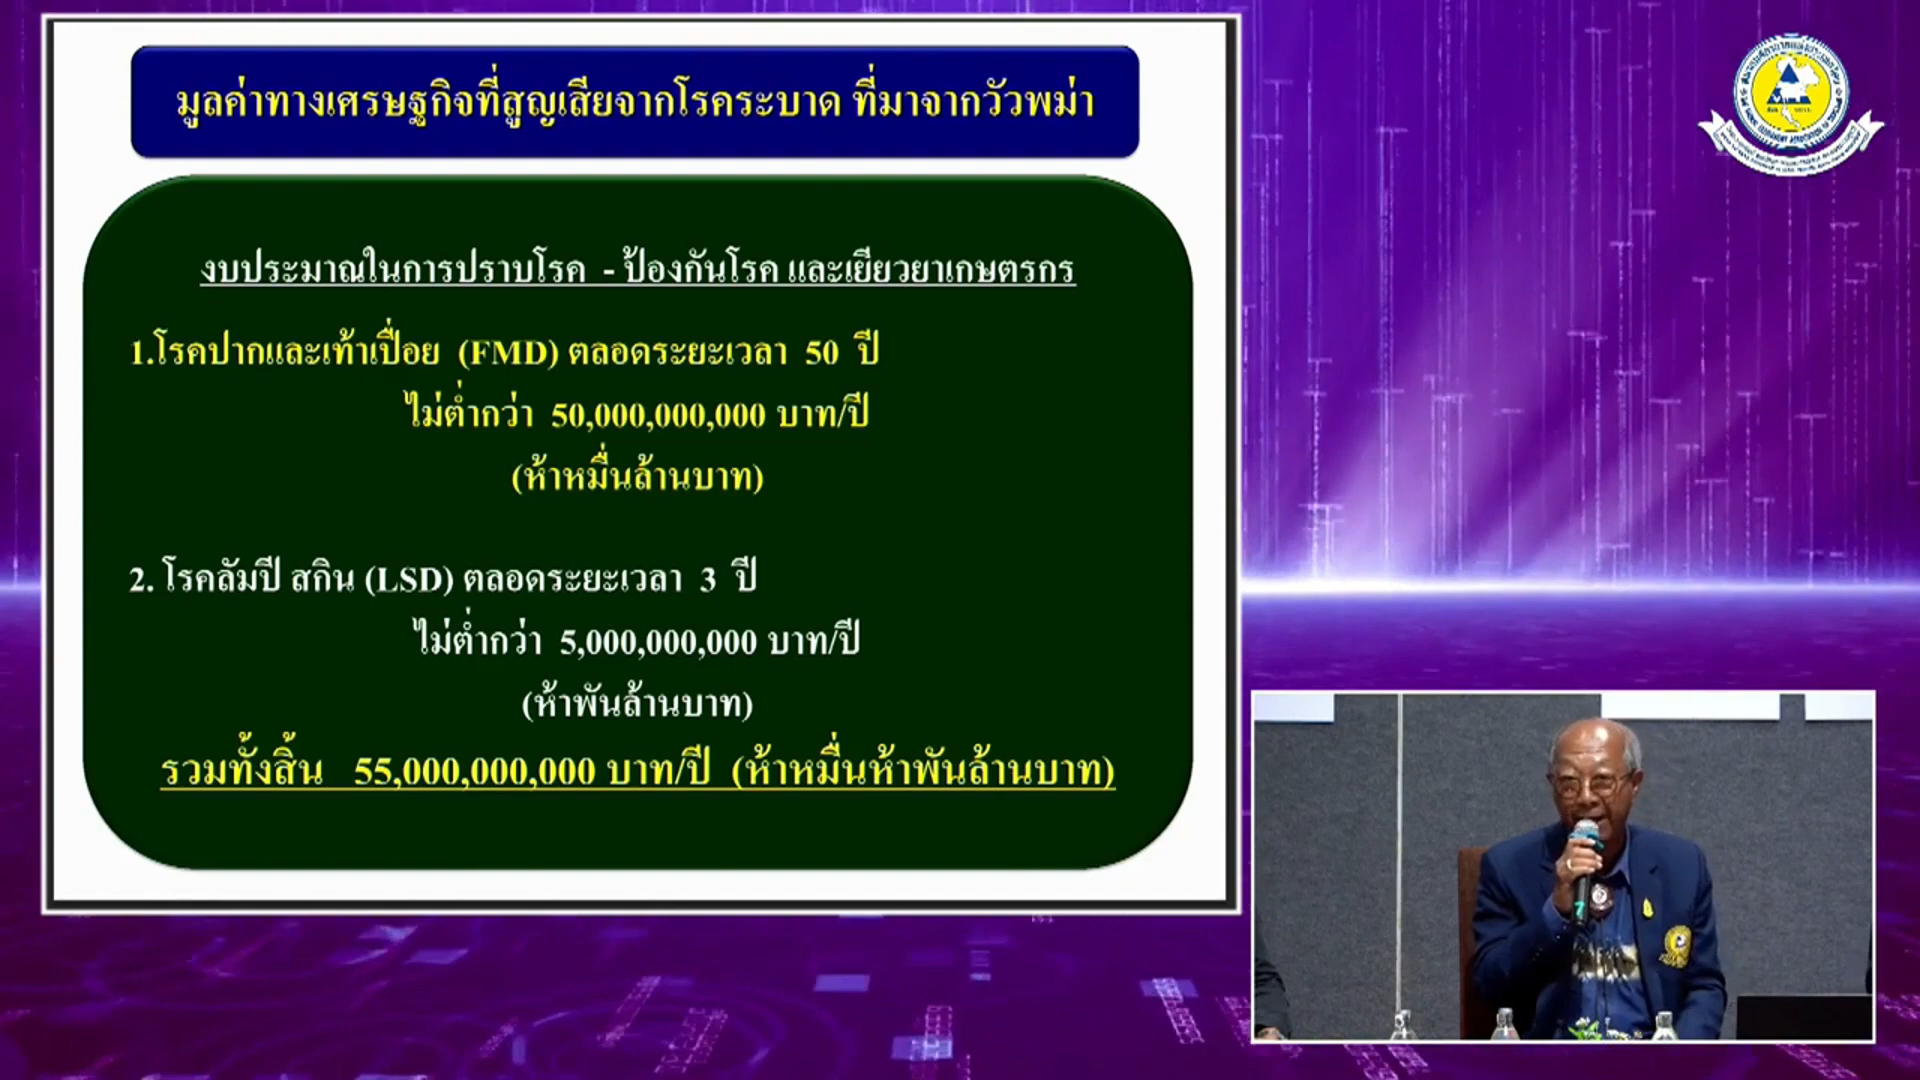 มูลค่าทางเศรษฐกิจที่สูญเสียจากโรคระบาด ที่มาจากวัวพม่า
งบประมาณในการปราบโรค - ป้องกันโรค และเยียวยาเกษตรกร
1.โรคปากและเท้าเปื่อย (FMD) ตลอดระยะเวลา 50 ปี
ไม่ต่ำกว่า 50,000,000,000 บาท/ปี
(ห้าหมื่นล้านบาท)
2. โรคลัมปี สกิน (LSD) ตลอดระยะเวลา 3 ปี
ไม่ต่ำกว่า 5,000,000,000 บาท/ปี
(ห้าพันล้านบาท)
รวมทั้งสิ้น 55,000,000,000 บาท/ปี (ห้าหมื่นห้าพันล้านบาท)